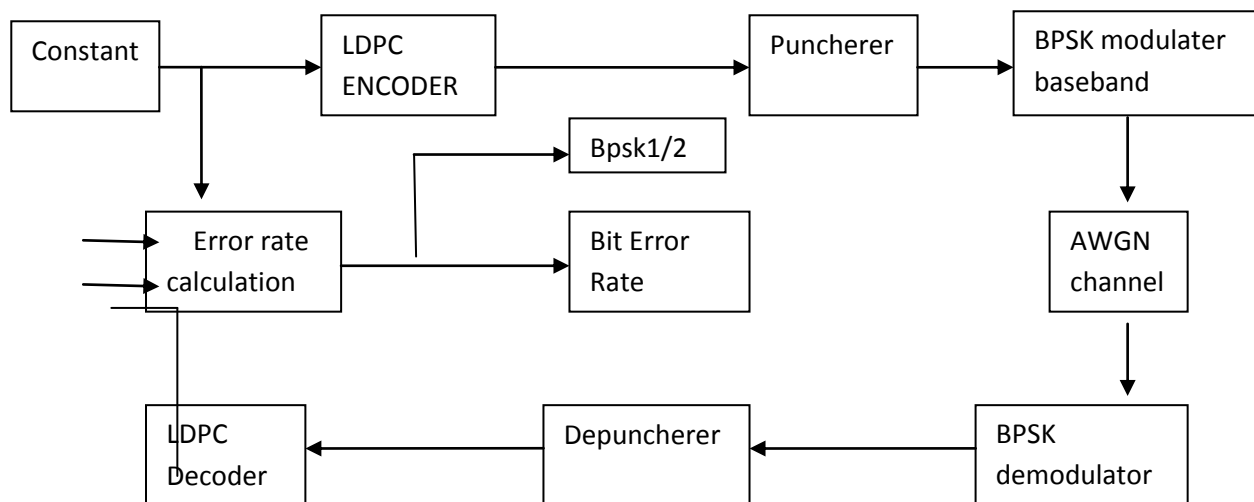 Constant
LDPC
ENCODER
Puncherer
BPSK modulater
baseband
Bpsk1/2
Error rate
calculation
Bit Error
Rate
AWGN
channel
LDPC
Decoder
Depuncherer
BPSK
demodulator